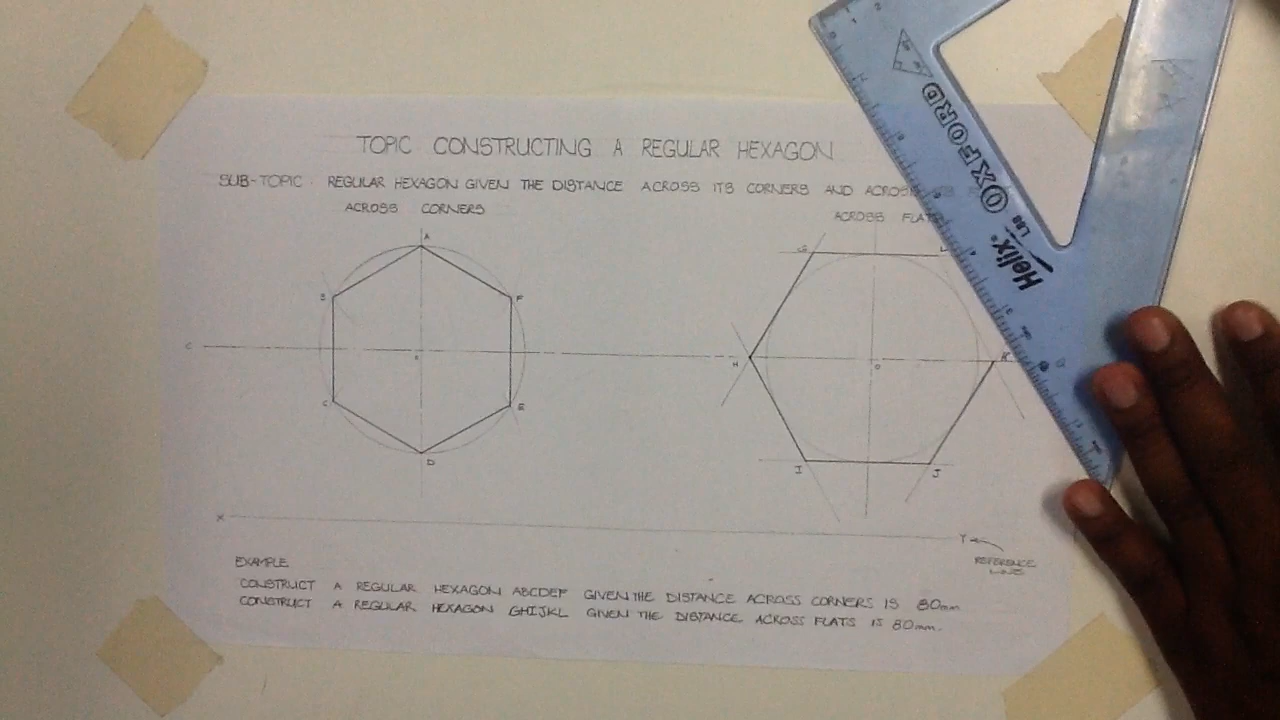 TOPIC CONSTRUCTING A REGULAR HEXAGON
SUB-TOPIC : REGULAR HEXAGON GIVEN THE DISTANCE ACROSS ITS CORNERS AND ACROSS
ACROSS CORNERS
ACROSS FLATS
A
B
F
C
E
D
G
L
H
O
K
I
J
X
Y
REFERENCE
LINE
EXAMPLE
CONSTRUCT A REGULAR HEXAGON ABCDEF GIVEN THE DISTANCE ACROSS CORNERS IS 80mm
CONSTRUCT A REGULAR HEXAGON GHIJKL GIVEN THE DISTANCE ACROSS FLATS IS 80mm.
OXFORD
Helix
L88